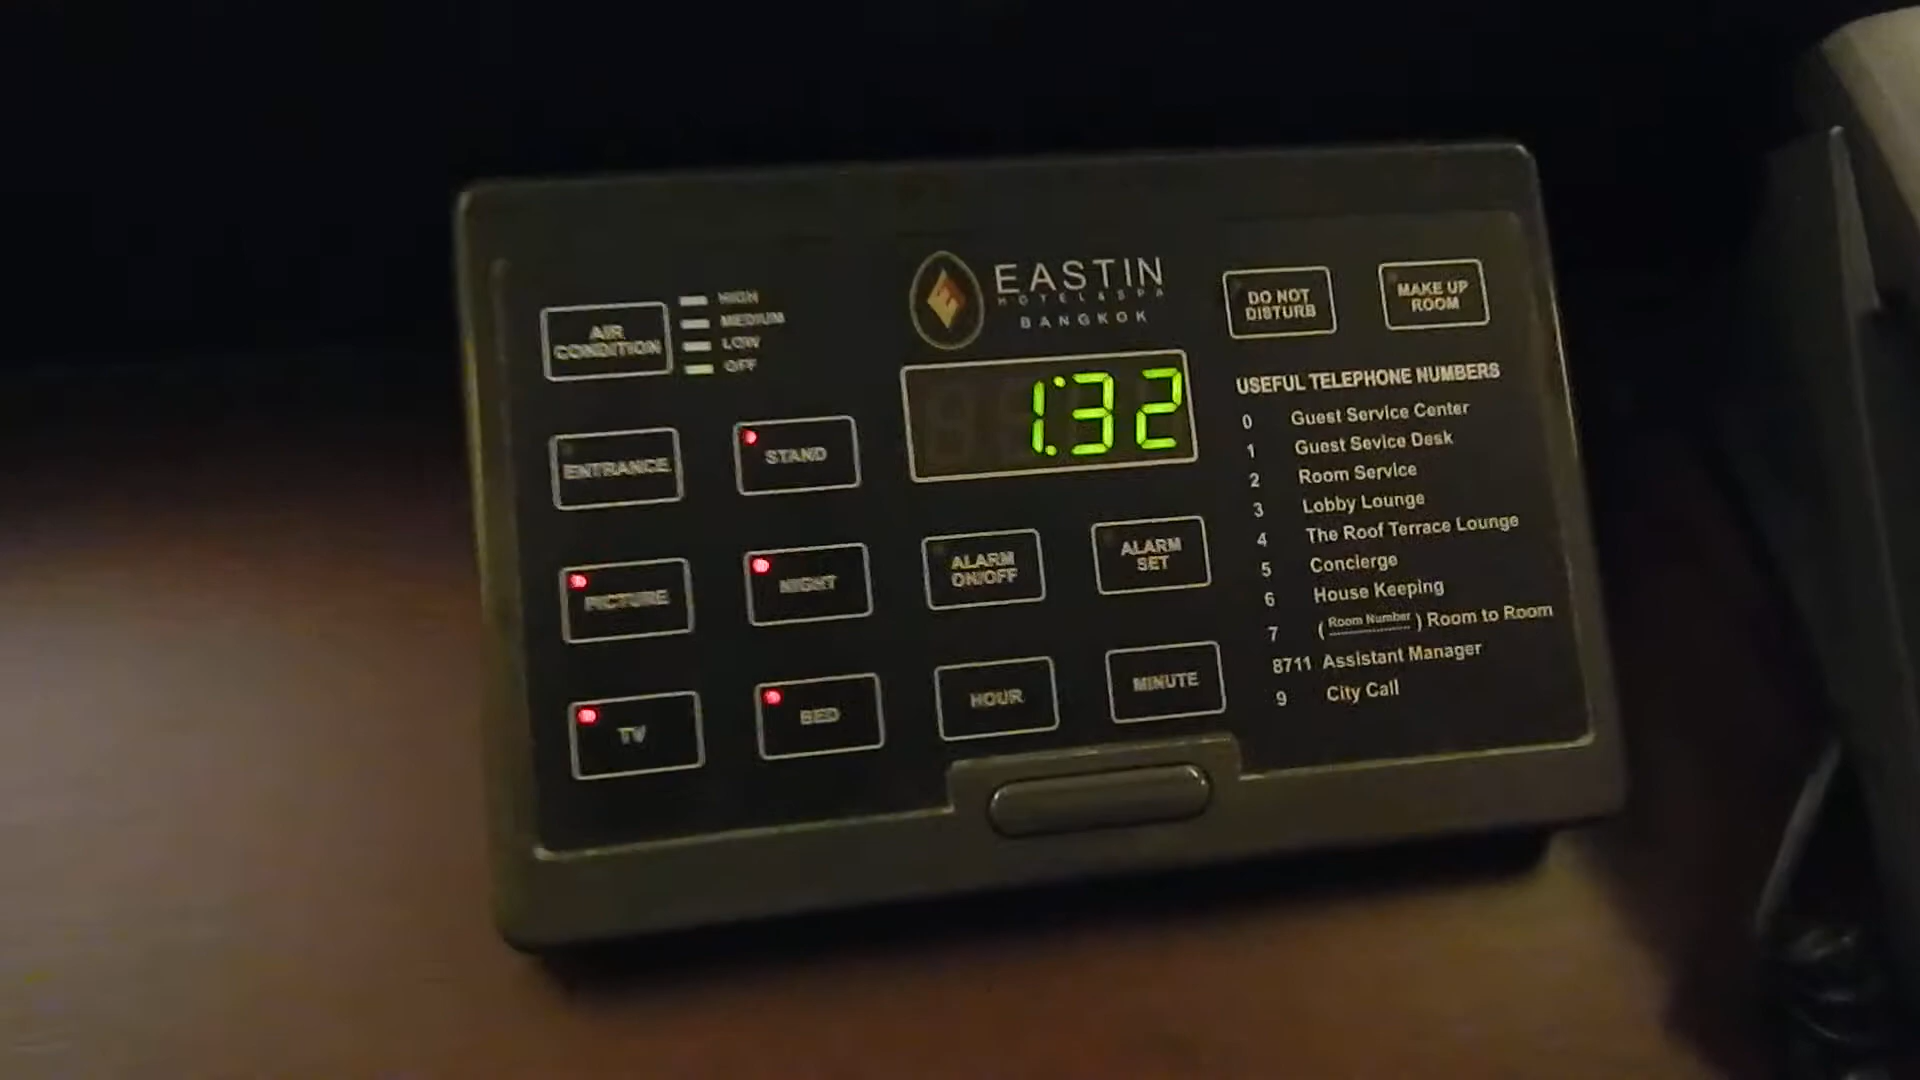 EASTIN
HOTEL & SPA
BANGKOK
AIR
CONDITION
HIGH
MEDIUM
LOW
OFF
DO NOT
DISTURB
MAKE UP
ROOM
1:32
ENTRANCE
STAND
PICTURE
NIGHT
ALARM
ON/OFF
ALARM
SET
TV
BED
HOUR
MINUTE
USEFUL TELEPHONE NUMBERS
0 Guest Service Center
1 Guest Sevice Desk
2 Room Service
3 Lobby Lounge
4 The Roof Terrace Lounge
5 Concierge
6 House Keeping
7 (Room Number) Room to Room
8711 Assistant Manager
9 City Call